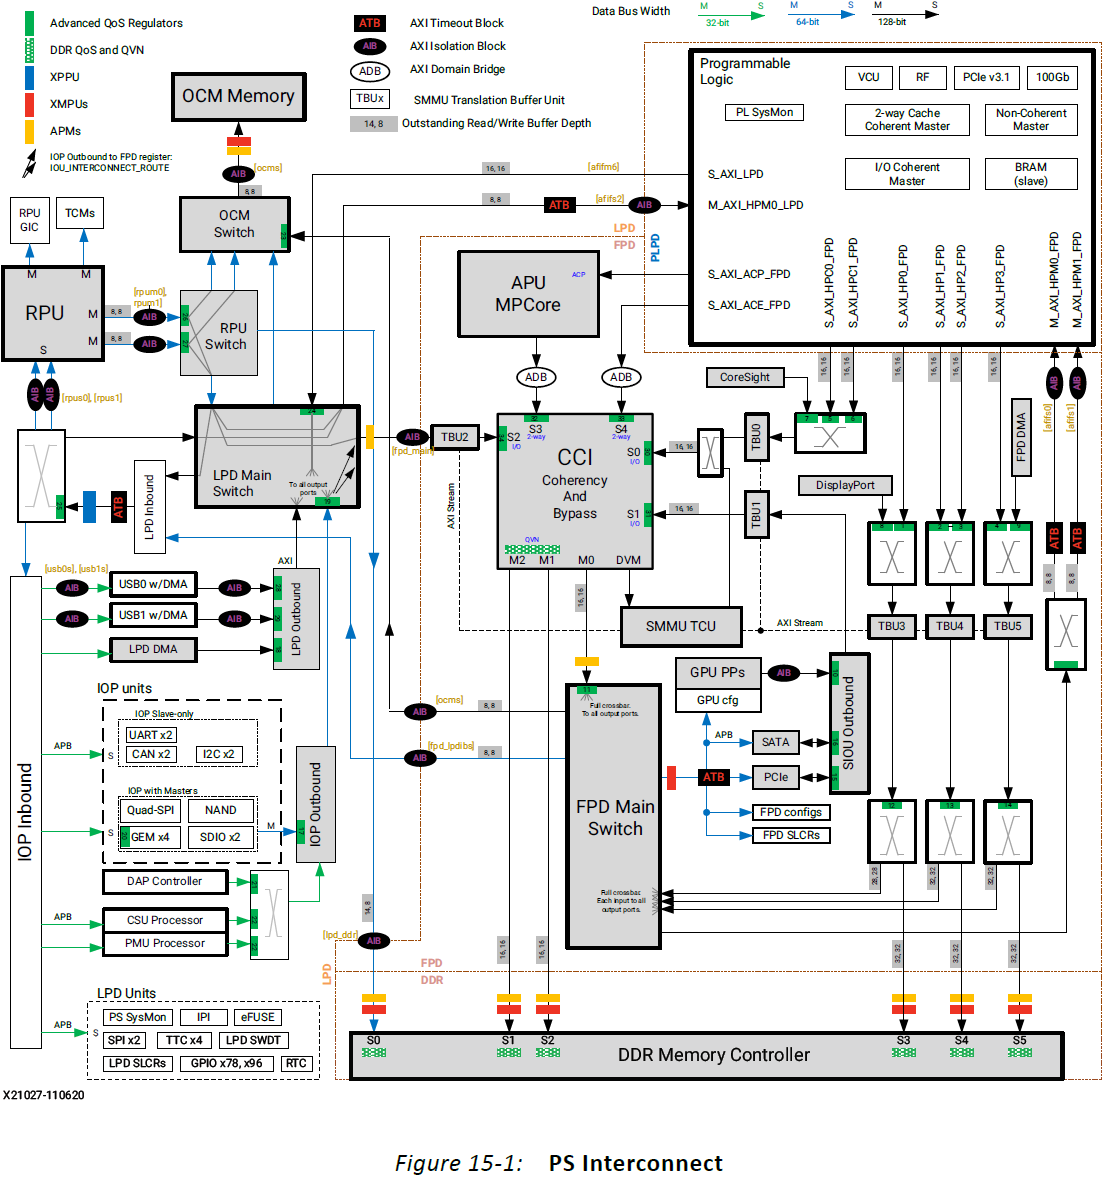 Advanced QoS Regulators
DDR QoS and QVN
XPPU
XMPUs
APMs
IOP Outbound to FPD register:
IOU_INTERCONNECT_ROUTE
ATB AXI Timeout Block
AIB AXI Isolation Block
ADB AXI Domain Bridge
TBUx SMMU Translation Buffer Unit
14, 8 Outstanding Read/Write Buffer Depth
Data Bus Width
M S
32-bit
M S
64-bit
M S
128-bit
OCM Memory
AIB
[ocms]
8, 8
OCM
Switch
RPU
GIC
TCMs
M M
RPU
M
M
S
8, 8
8, 8
[rpum0],
rpum1]
AIB
AIB
RPU
Switch
AIB
AIB
[rpus0], [rpus1]
Programmable
Logic
VCU
RF
PCIe v3.1
100Gb
PL SysMon
2-way Cache
Coherent Master
Non-Coherent
Master
I/O Coherent
Master
BRAM
(slave)
S_AXI_LPD
M_AXI_HPM0_LPD
S_AXI_ACP_FPD
S_AXI_ACE_FPD
S_AXI_HPC0_FPD
S_AXI_HPC1_FPD
S_AXI_HP0_FPD
S_AXI_HP1_FPD
S_AXI_HP2_FPD
S_AXI_HP3_FPD
M_AXI_HPM0_FPD
M_AXI_HPM1_FPD
16, 16
[afifm6]
8, 8
ATB
[afifs2]
AIB
LPD
FPD
PLPD
APU
MPCore
ACP
ADB
ADB
CoreSight
16, 16
16, 16
16, 16
16, 16
16, 16
16, 16
AIB
AIB
[afifs0]
[afifs1]
FPD DMA
DisplayPort
7
5
6
24
LPD Main
Switch
To all output
ports
19
AIB
[fpd_main]
TBU2
32
33
S2
I/O
S3
2-way
S4
2-way
S0
I/O
S1
I/O
CCI
Coherency
And
Bypass
QVN
M2 M1 M0 DVM
30
31
16, 16
16, 16
TBU0
TBU1
AXI Stream
LPD Inbound
ATB
AXI
[usb0s], [usb1s]
AIB
USB0 w/DMA
AIB
AIB
USB1 w/DMA
AIB
LPD DMA
LPD Outbound
16, 16
SMMU TCU
AXI Stream
TBU3
TBU4
TBU5
ATB
ATB
8, 8
8, 8
IOP units
IOP Slave-only
UART x2
CAN x2
I2C x2
APB
S
IOP with Masters
Quad-SPI
NAND
GEM x4
SDIO x2
S
M
17
IOP Outbound
IOP Inbound
DAP Controller
CSU Processor
PMU Processor
21
22
22
APB
[ocms]
AIB
8, 8
[fpd_lpdibs]
AIB
8, 8
11
Full crossbar.
To all output ports.
FPD Main
Switch
Full crossbar.
Each input to all
output ports.
GPU PPs
GPU cfg
AIB
APB
SATA
ATB
PCIe
FPD configs
FPD SLCRs
SIOU Outbound
10
12
13
14
28, 28
32, 32
32, 32
14, 8
[lpd_ddr]
AIB
LPD
FPD
DDR
16, 16
16, 16
32, 32
32, 32
32, 32
LPD Units
PS SysMon
IPI
eFUSE
SPI x2
TTC x4
LPD SWDT
LPD SLCRs
GPIO x78, x96
RTC
APB
S
S0
S1
S2
S3
S4
S5
DDR Memory Controller
X21027-110620
Figure 15-1: PS Interconnect